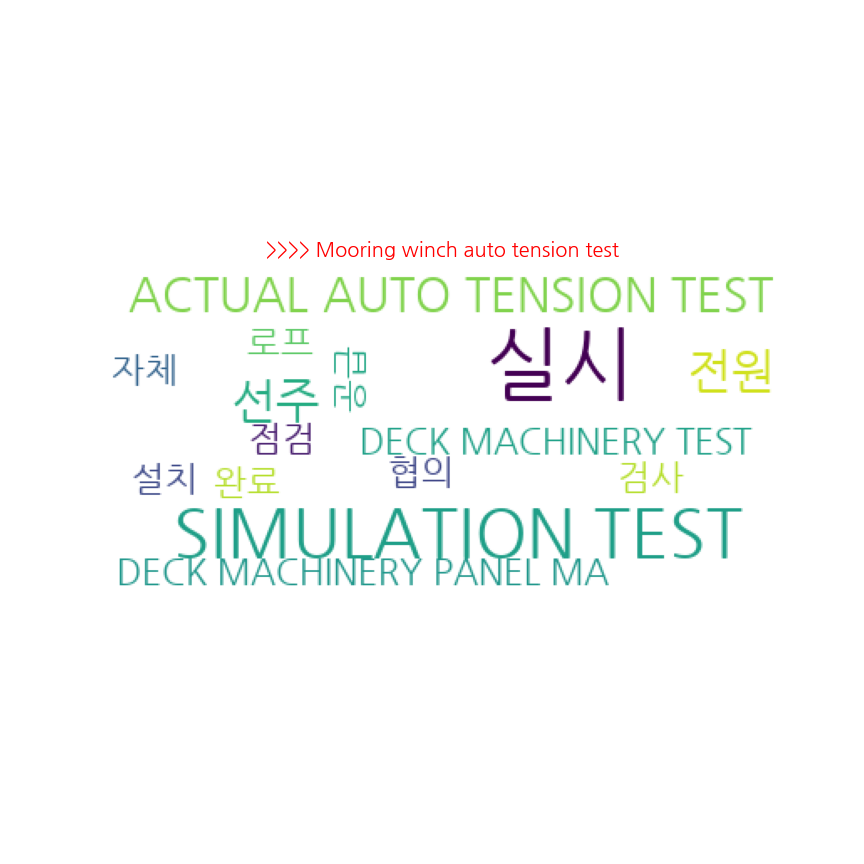 >>>> Mooring winch auto tension test
ACTUAL AUTO TENSION TEST
로프 실시
자체 전원
선주
점검 DECK MACHINERY TEST
설치 완료 협의 검사
SIMULATION TEST
DECK MACHINERY PANEL MA